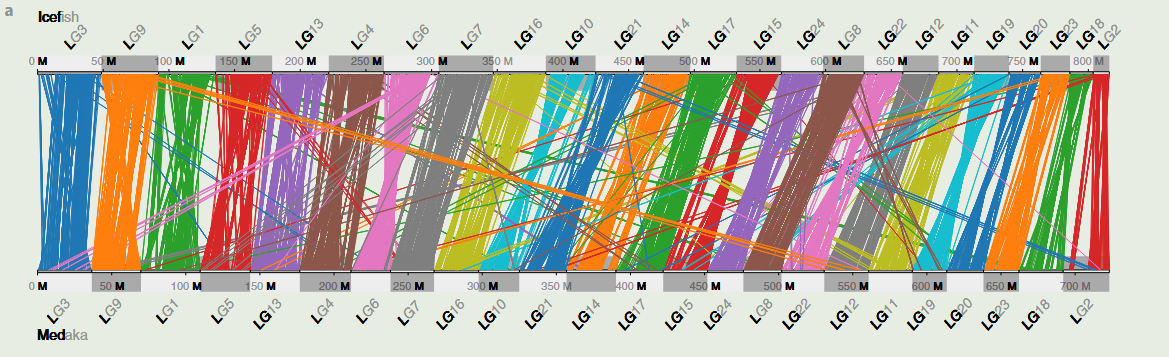 a
Icefish
LG3 LG9 LG1 LG5 LG13 LG4 LG6 LG7 LG16 LG10 LG21 LG14 LG17 LG15 LG24 LG8 LG22 LG12 LG11 LG19 LG20 LG23 LG18 LG2
0 M 50 M 100 M 150 M 200 M 250 M 300 M 350 M 400 M 450 M 500 M 550 M 600 M 650 M 700 M 750 M 800 M
0 M 50 M 100 M 150 M 200 M 250 M 300 M 350 M 400 M 450 M 500 M 550 M 600 M 650 M 700 M
LG3 LG9 LG1 LG5 LG13 LG4 LG6 LG7 LG16 LG10 LG21 LG14 LG17 LG15 LG24 LG8 LG22 LG12 LG11 LG19 LG20 LG23 LG18 LG2
Medaka